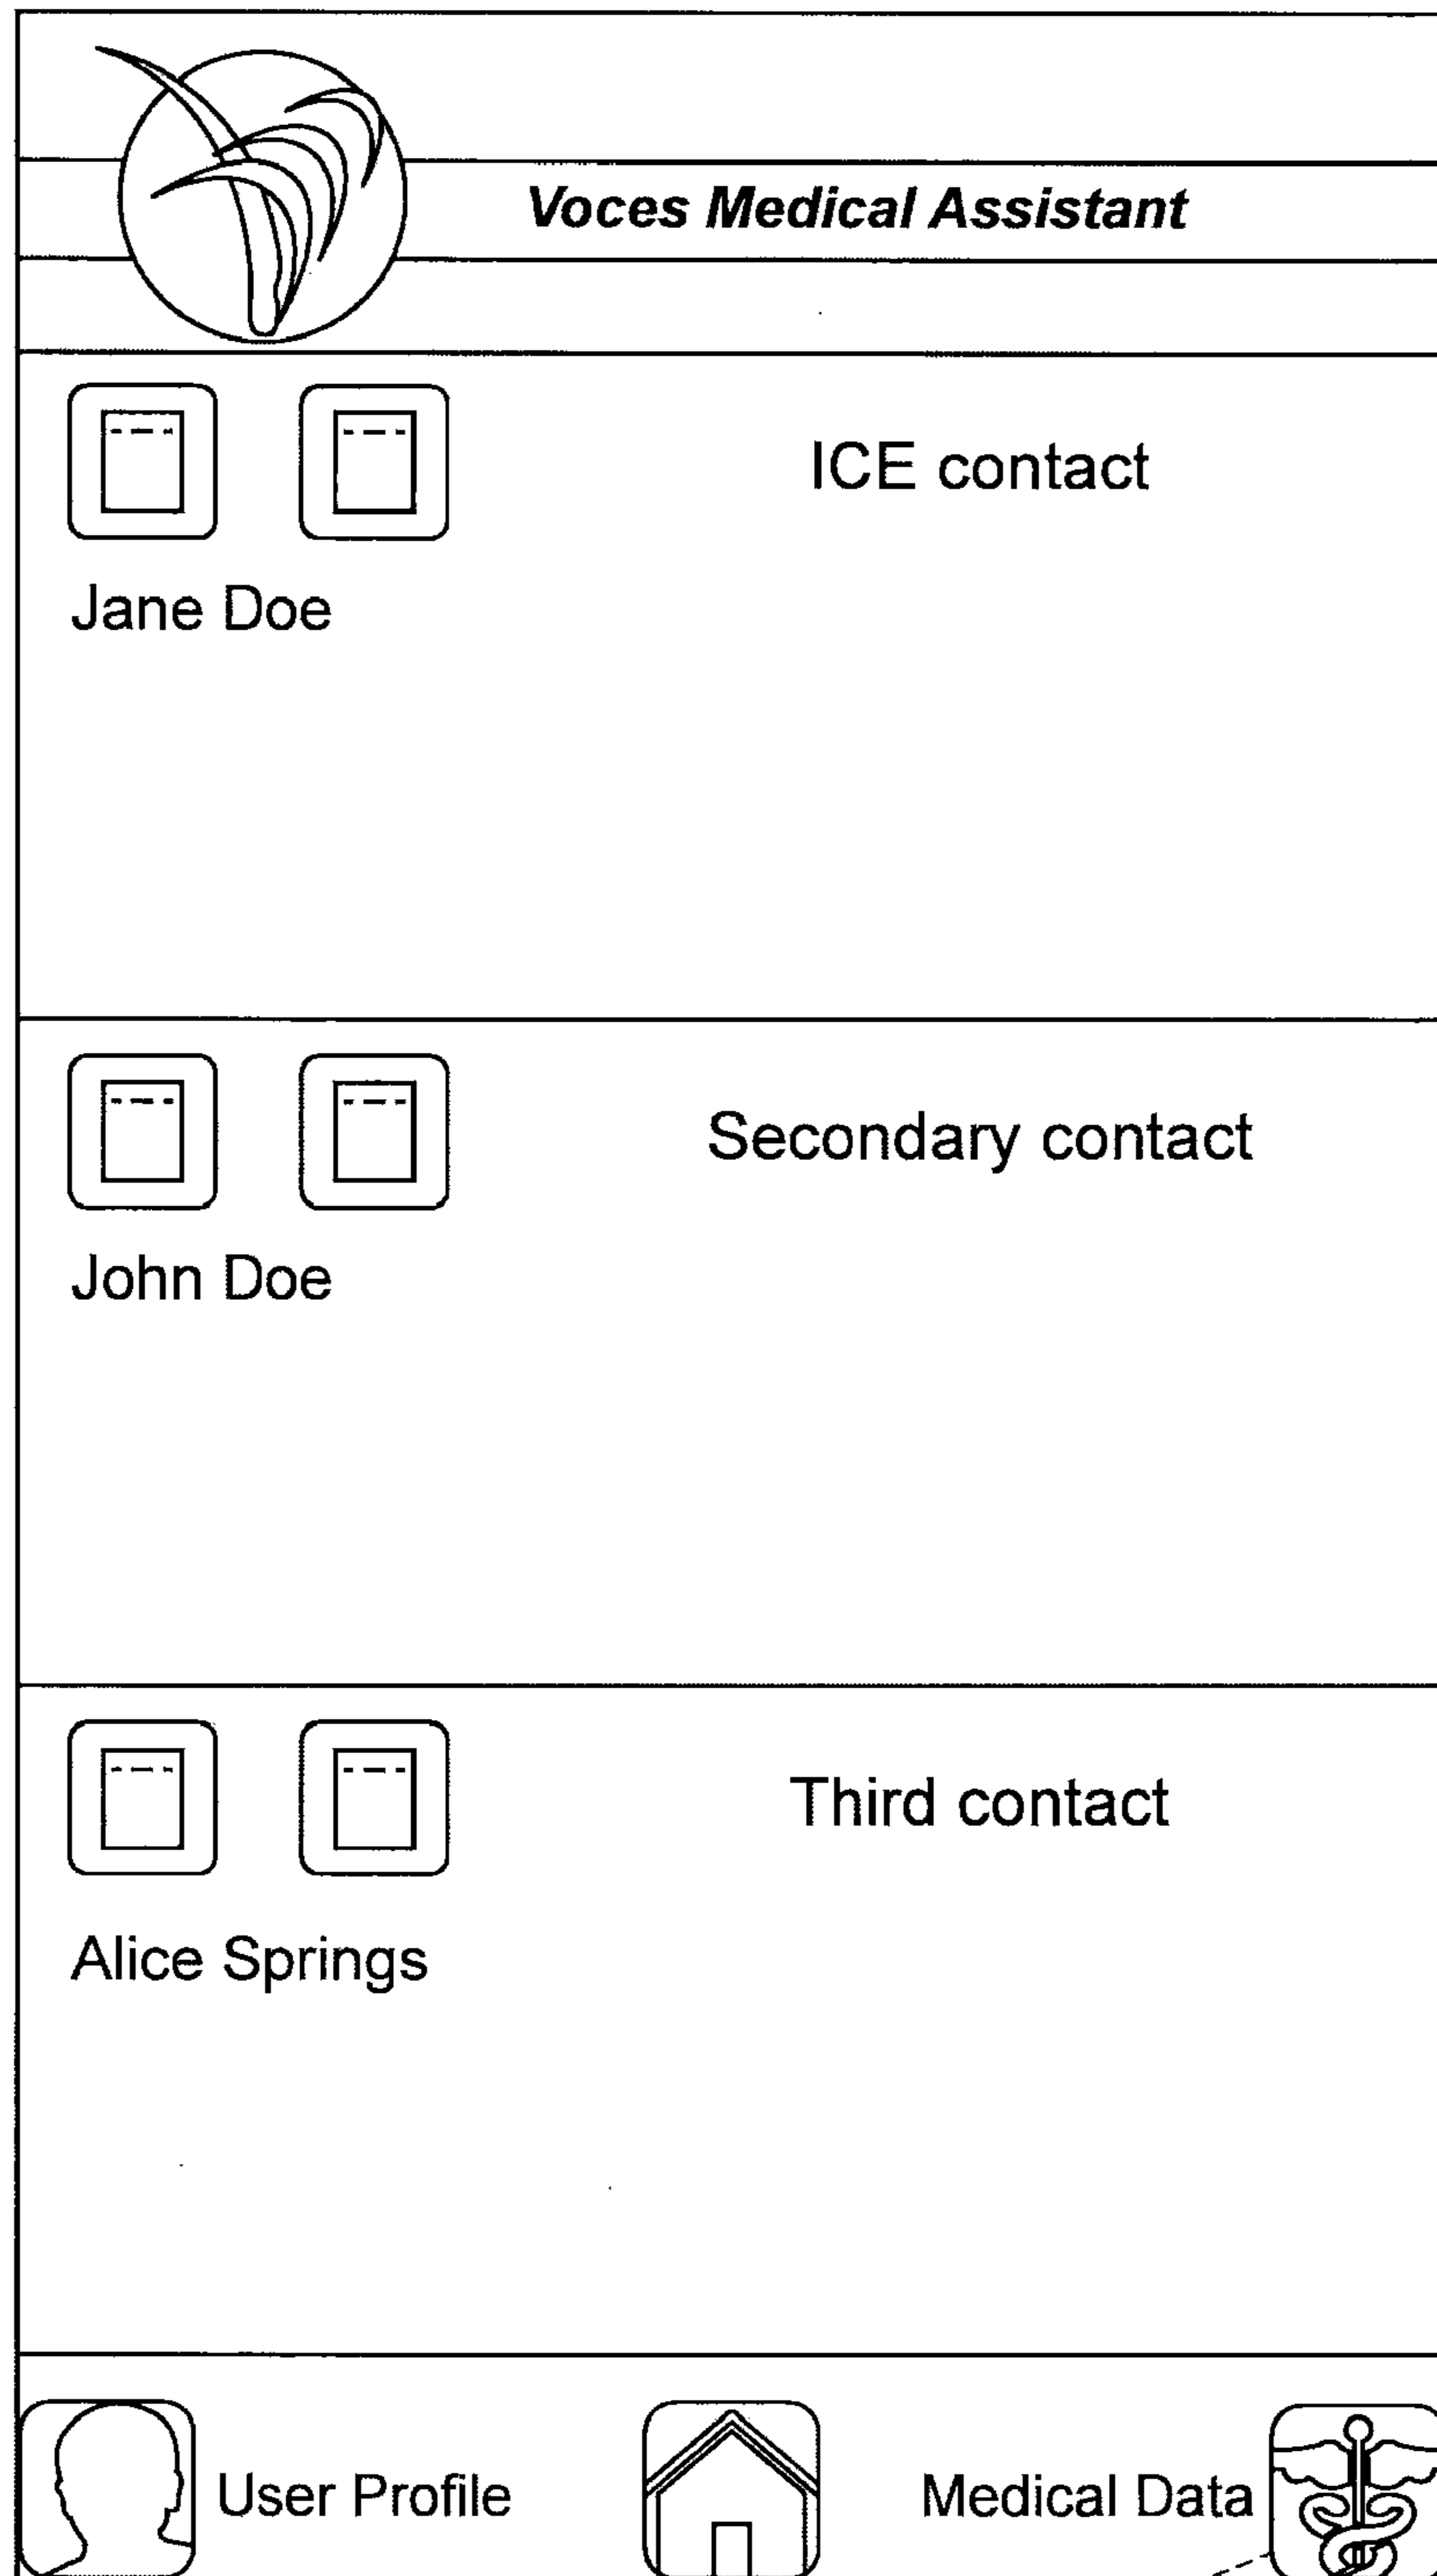 Voces Medical Assistant
ICE contact
Jane Doe
Secondary contact
John Doe
Third contact
Alice Springs
User Profile
Medical Data